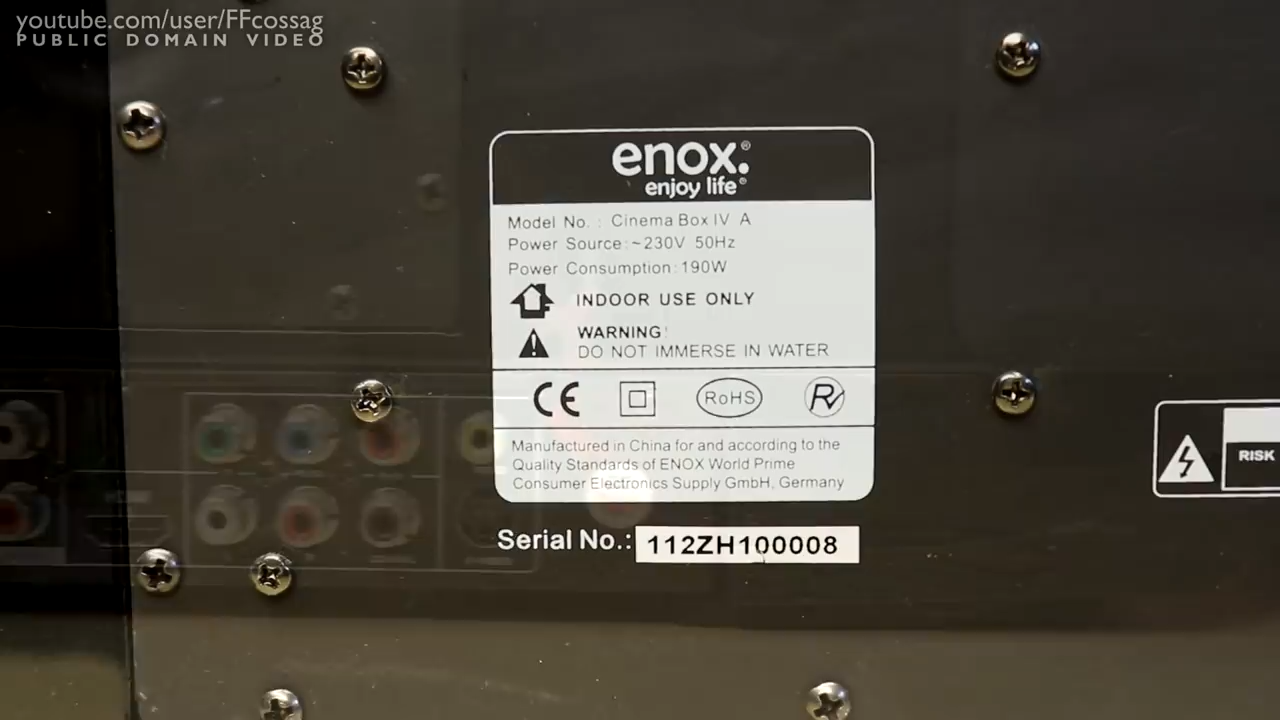 youtube.com/user/FFcossag
PUBLIC DOMAIN VIDEO
enox.®
enjoy life®
Model No. : Cinema Box IV A
Power Source:~230V 50Hz
Power Consumption:190W
INDOOR USE ONLY
WARNING!
DO NOT IMMERSE IN WATER
CE
RoHS
R
Manufactured in China for and according to the
Quality Standards of ENOX World Prime
Consumer Electronics Supply GmbH, Germany
Serial No.: 112ZH100008
RISK